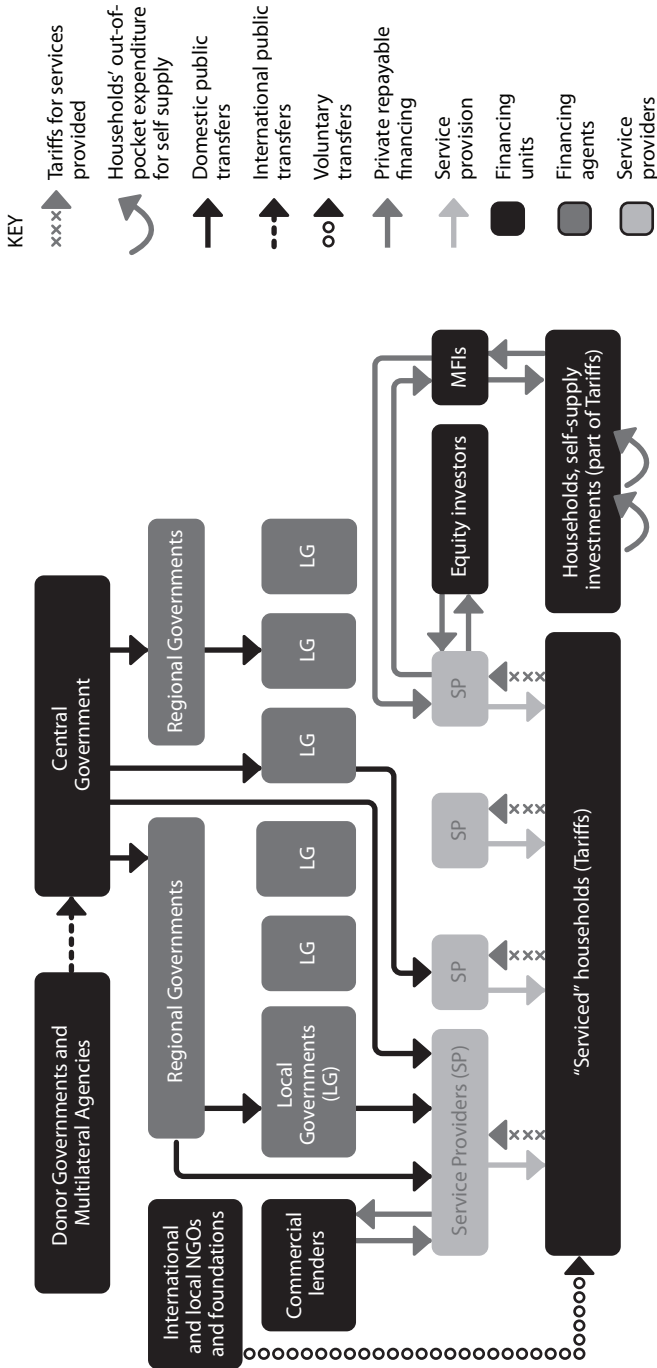 KEY
Tariffs for services
provided
Households’ out-of-
pocket expenditure
for self supply
Domestic public
transfers
International public
transfers
Voluntary
transfers
Private repayable
financing
Service
provision
Financing
units
Financing
agents
Service
providers
Donor Governments and
Multilateral Agencies
Central
Government
International
and local NGOs
and foundations
Regional Governments
Regional Governments
Commercial
lenders
Local
Governments
(LG)
LG
LG
LG
LG
LG
Service Providers (SP)
SP
SP
SP
Equity investors
MFIs
"Serviced" households (Tariffs)
Households, self-supply
investments (part of Tariffs)